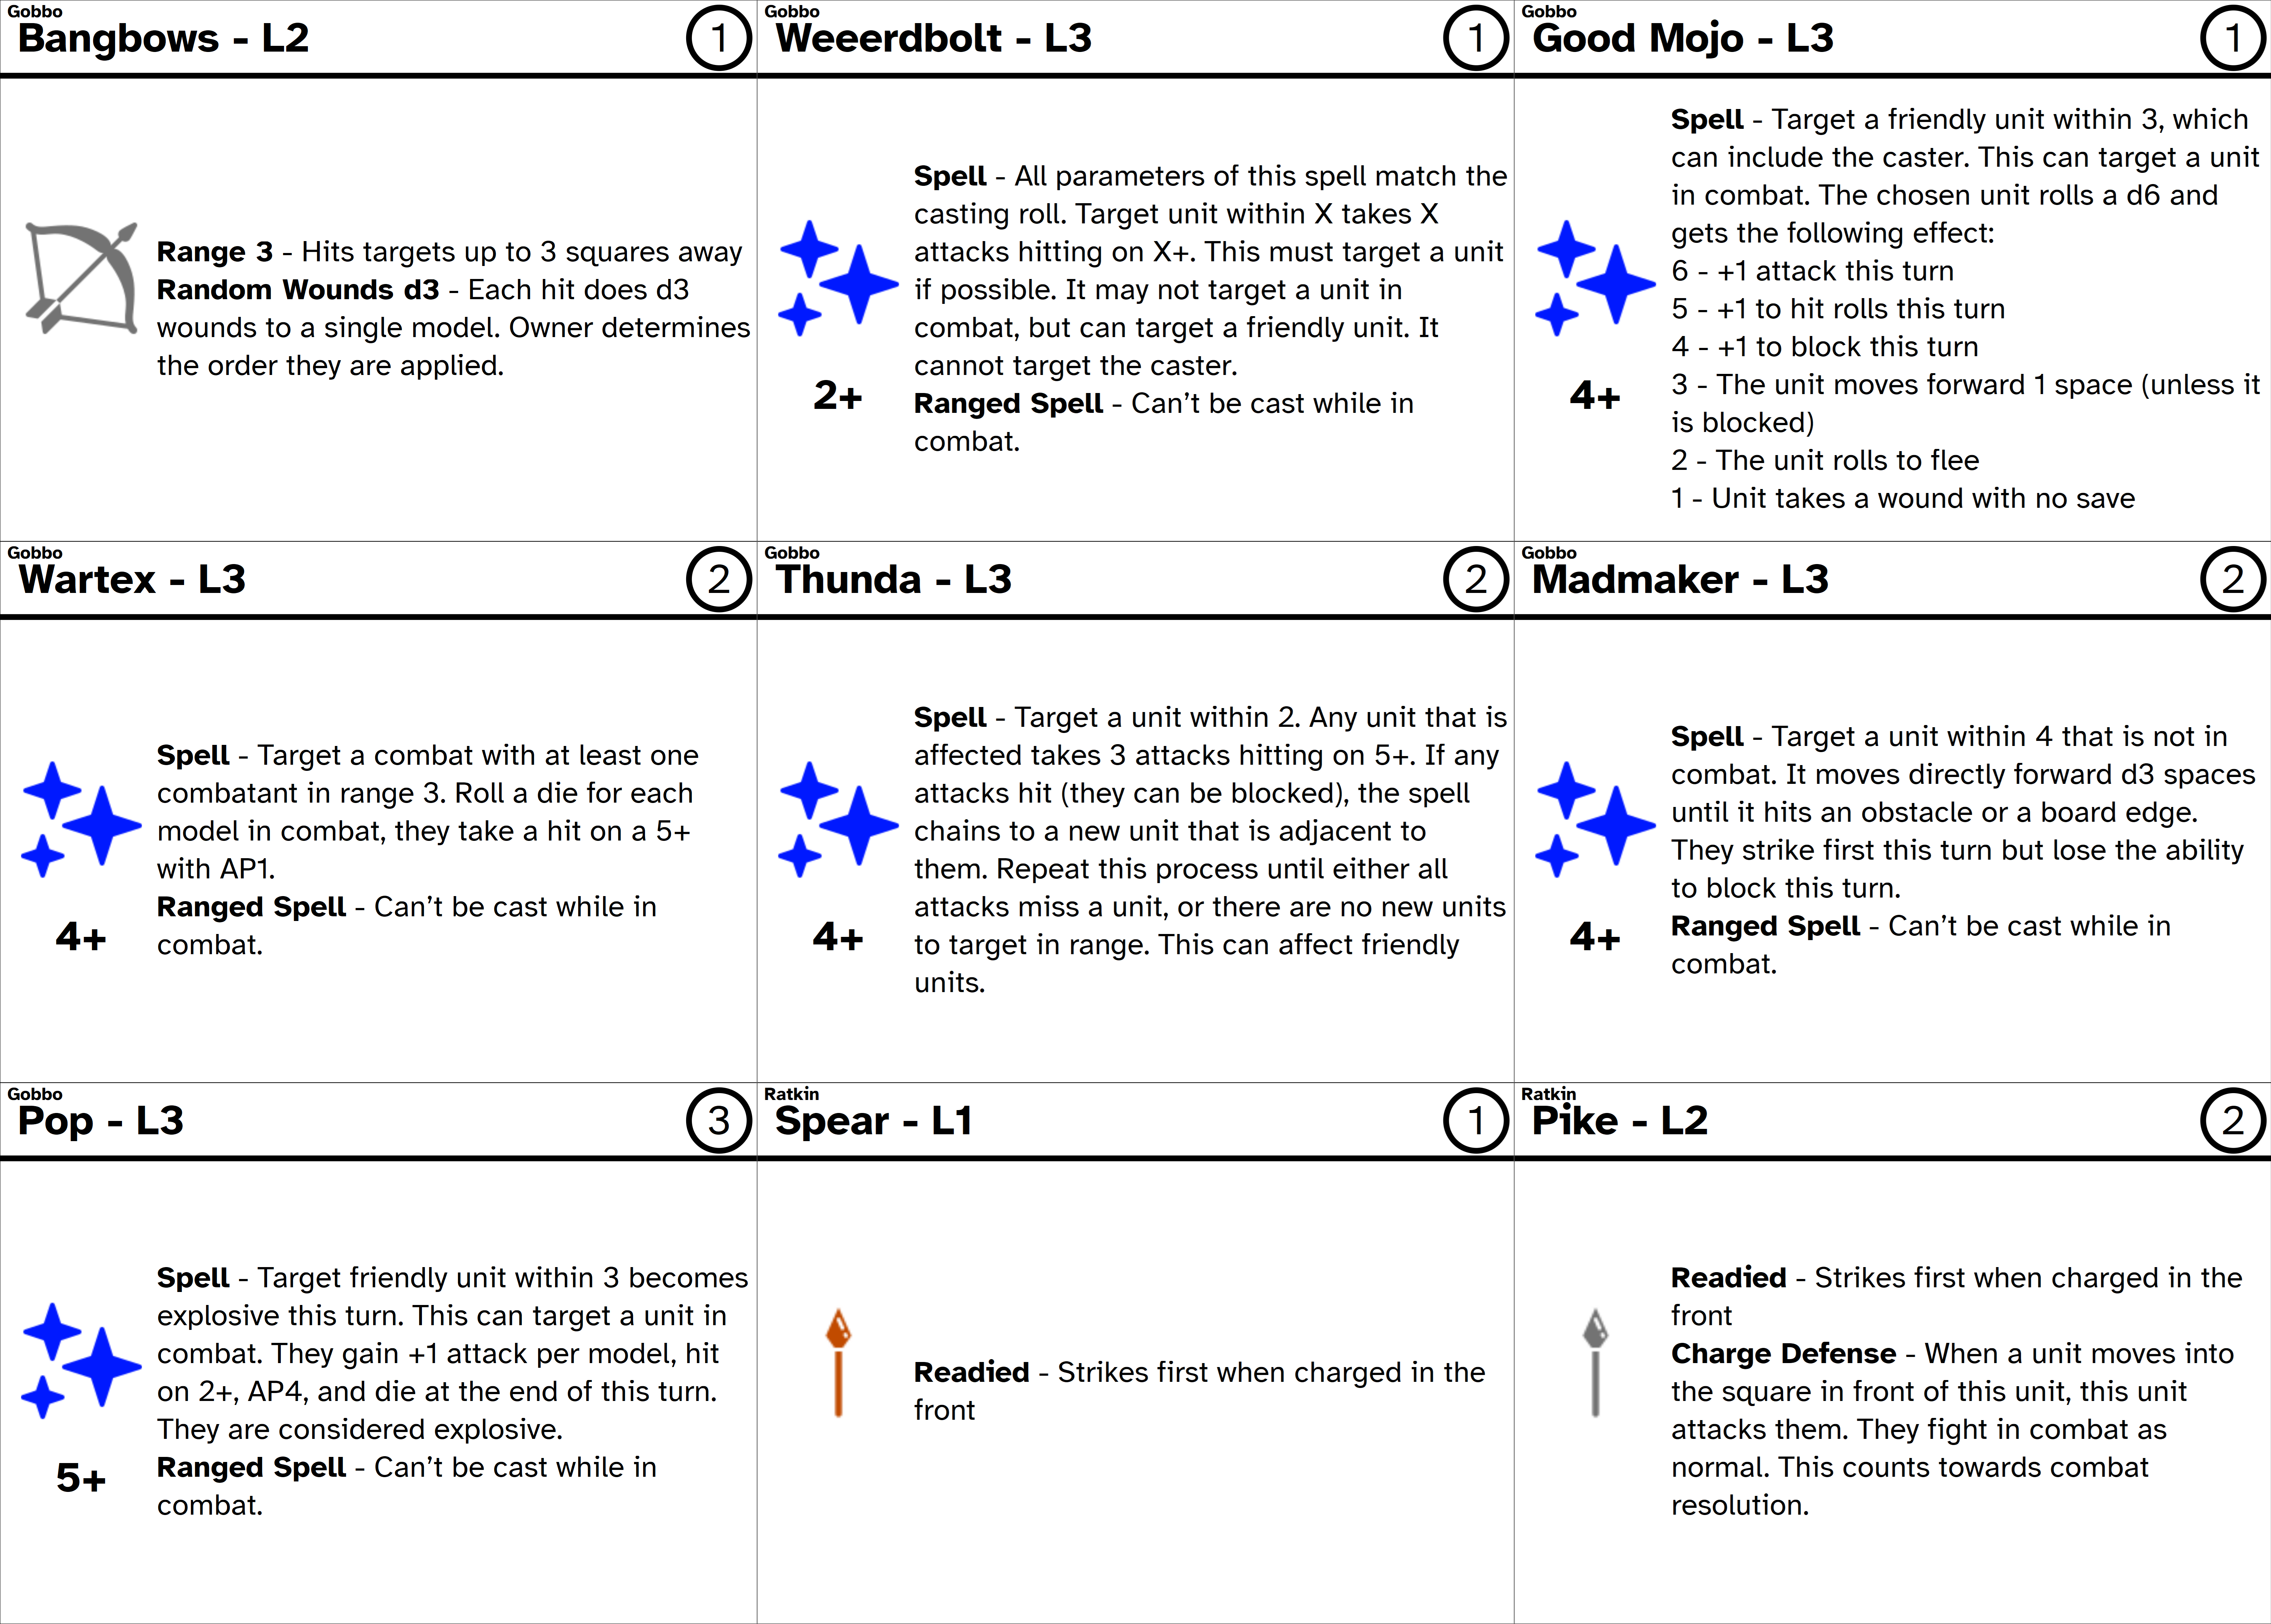 Gobbo
Bangbows - L2
1
Range 3 - Hits targets up to 3 squares away
Random Wounds d3 - Each hit does d3
wounds to a single model. Owner determines
the order they are applied.
Gobbo
Weeerdbolt - L3
1
2+
Spell - All parameters of this spell match the
casting roll. Target unit within X takes X
attacks hitting on X+. This must target a unit
if possible. It may not target a unit in
combat, but can target a friendly unit. It
cannot target the caster.
Ranged Spell - Can't be cast while in
combat.
Gobbo
Good Mojo - L3
1
4+
Spell - Target a friendly unit within 3, which
can include the caster. This can target a unit
in combat. The chosen unit rolls a d6 and
gets the following effect:
6 - +1 attack this turn
5 - +1 to hit rolls this turn
4 - +1 to block this turn
3 - The unit moves forward 1 space (unless it
is blocked)
2 - The unit rolls to flee
1 - Unit takes a wound with no save
Gobbo
Wartex - L3
2
4+
Spell - Target a combat with at least one
combatant in range 3. Roll a die for each
model in combat, they take a hit on a 5+
with AP1.
Ranged Spell - Can't be cast while in
combat.
Gobbo
Thunda - L3
2
4+
Spell - Target a unit within 2. Any unit that is
affected takes 3 attacks hitting on 5+. If any
attacks hit (they can be blocked), the spell
chains to a new unit that is adjacent to
them. Repeat this process until either all
attacks miss a unit, or there are no new units
to target in range. This can affect friendly
units.
Gobbo
Madmaker - L3
2
4+
Spell - Target a unit within 4 that is not in
combat. It moves directly forward d3 spaces
until it hits an obstacle or a board edge.
They strike first this turn but lose the ability
to block this turn.
Ranged Spell - Can't be cast while in
combat.
Gobbo
Pop - L3
3
5+
Spell - Target friendly unit within 3 becomes
explosive this turn. This can target a unit in
combat. They gain +1 attack per model, hit
on 2+, AP4, and die at the end of this turn.
They are considered explosive.
Ranged Spell - Can't be cast while in
combat.
Ratkin
Spear - L1
1
Readied - Strikes first when charged in the
front
Ratkin
Pike - L2
2
Readied - Strikes first when charged in the
front
Charge Defense - When a unit moves into
the square in front of this unit, this unit
attacks them. They fight in combat as
normal. This counts towards combat
resolution.